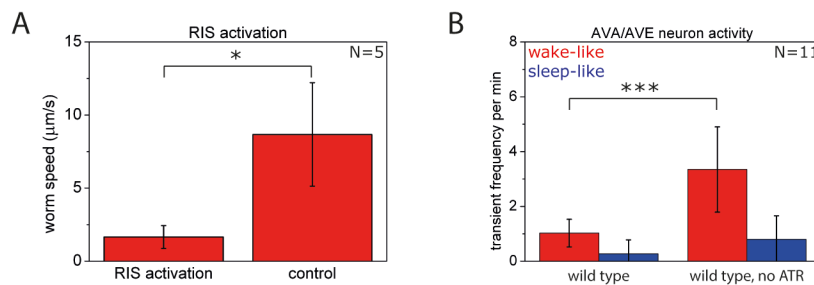 A
RIS activation
15
10
5
0
worm speed (μm/s)
*
N=5
RIS activation
control
B
AVA/AVE neuron activity
8
6
4
2
0
transient frequency per min
wake-like
sleep-like
N=11
***
wild type
wild type, no ATR